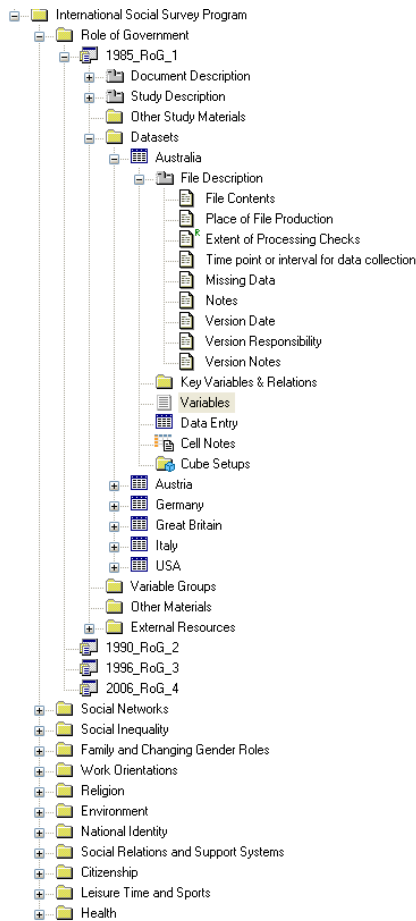 International Social Survey Program
Role of Government
1985_RoG_1
Document Description
Study Description
Other Study Materials
Datasets
Australia
File Description
File Contents
Place of File Production
R
Extent of Processing Checks
Time point or interval for data collection
Missing Data
Notes
Version Date
Version Responsibility
Version Notes
Key Variables & Relations
Variables
Data Entry
Cell Notes
Cube Setups
Austria
Germany
Great Britain
Italy
USA
Variable Groups
Other Materials
External Resources
1990_RoG_2
1996_RoG_3
2006_RoG_4
Social Networks
Social Inequality
Family and Changing Gender Roles
Work Orientations
Religion
Environment
National Identity
Social Relations and Support Systems
Citizenship
Leisure Time and Sports
Health